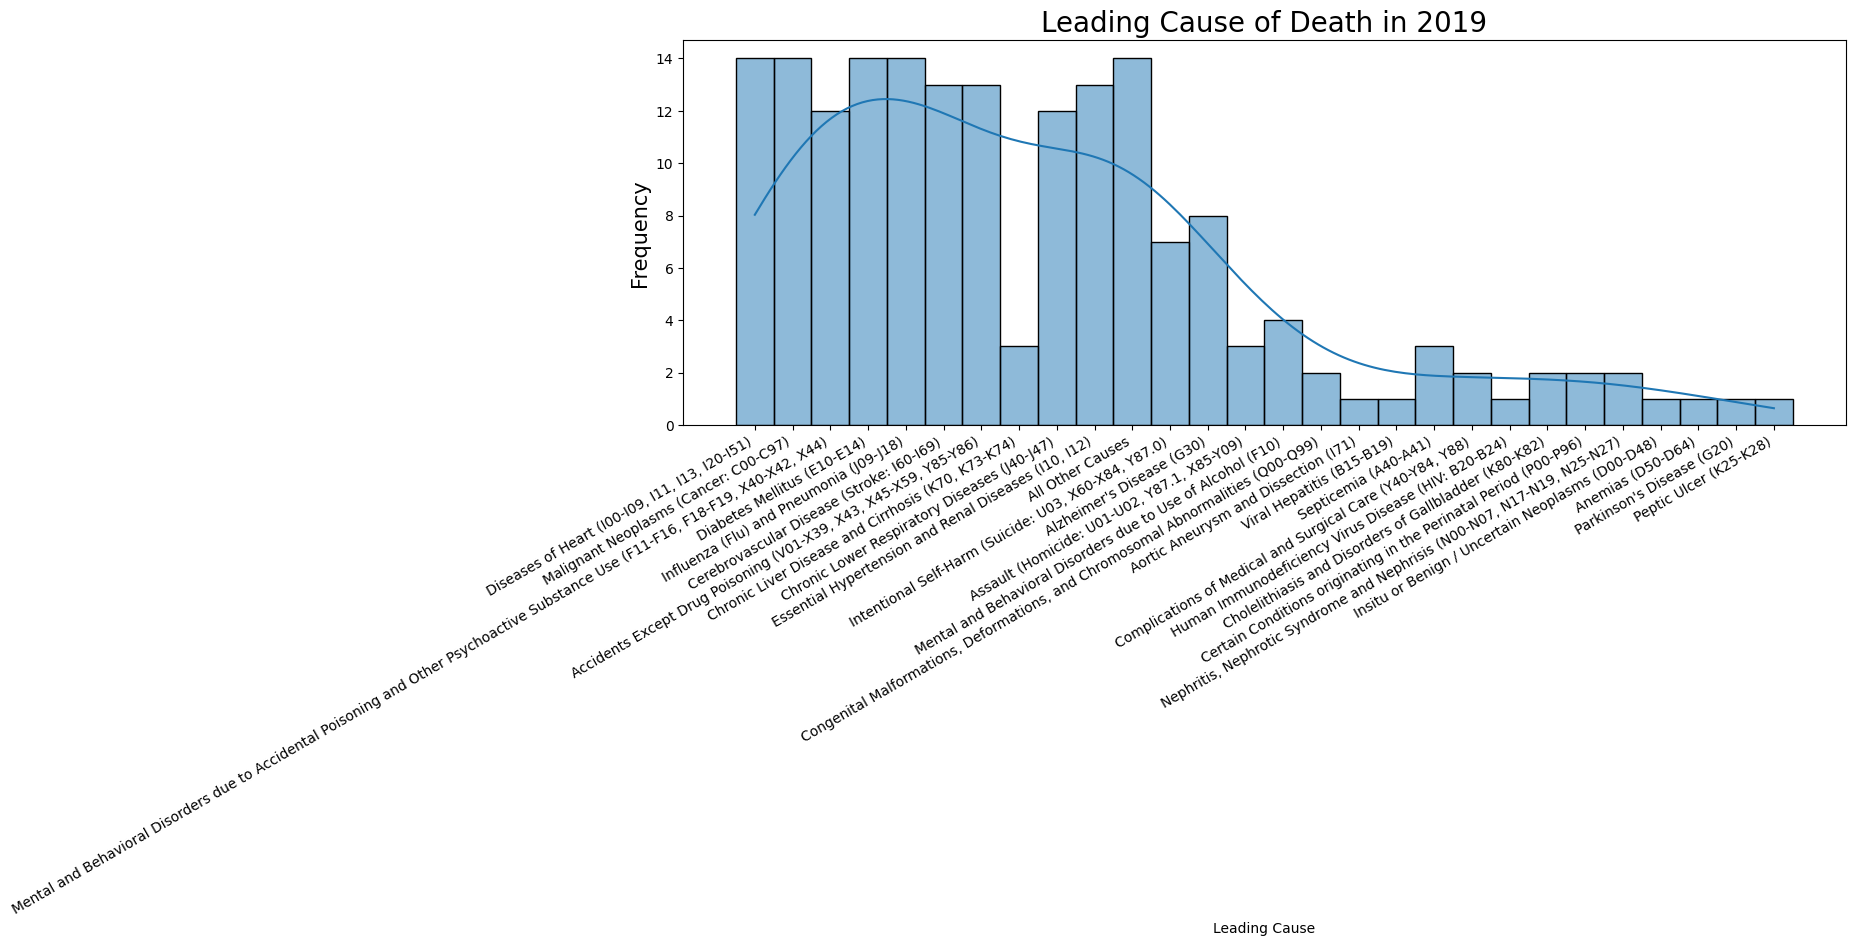 Leading Cause of Death in 2019
14
12
10
8
6
4
2
0
Frequency
Diseases of Heart (I00-I09, I11, I13, I20-I51)
Malignant Neoplasms (Cancer: C00-C97)
Mental and Behavioral Disorders due to Accidental Poisoning and Other Psychoactive Substance Use (F11-F16, F18-F19, X40-X42, X44)
Diabetes Mellitus (E10-E14)
Influenza (Flu) and Pneumonia (J09-J18)
Cerebrovascular Disease (Stroke: I60-I69)
Accidents Except Drug Poisoning (V01-X39, X43, X45-X59, Y85-Y86)
Chronic Liver Disease and Cirrhosis (K70, K73-K74)
Chronic Lower Respiratory Diseases (J40-J47)
Essential Hypertension and Renal Diseases (I10, I12)
All Other Causes
Intentional Self-Harm (Suicide: U03, X60-X84, Y87.0)
Alzheimer's Disease (G30)
Assault (Homicide: U01-U02, Y87.1, X85-Y09)
Mental and Behavioral Disorders due to Use of Alcohol (F10)
Congenital Malformations, Deformations, and Chromosomal Abnormalities (Q00-Q99)
Aortic Aneurysm and Dissection (I71)
Viral Hepatitis (B15-B19)
Septicemia (A40-A41)
Complications of Medical and Surgical Care (Y40-Y84, Y88)
Human Immunodeficiency Virus Disease (HIV: B20-B24)
Cholelithiasis and Disorders of Gallbladder (K80-K82)
Certain Conditions originating in the Perinatal Period (P00-P96)
Nephritis, Nephrotic Syndrome and Nephrisis (N00-N07, N17-N19, N25-N27)
Insitu or Benign / Uncertain Neoplasms (D00-D48)
Anemias (D50-D64)
Parkinson's Disease (G20)
Peptic Ulcer (K25-K28)
Leading Cause